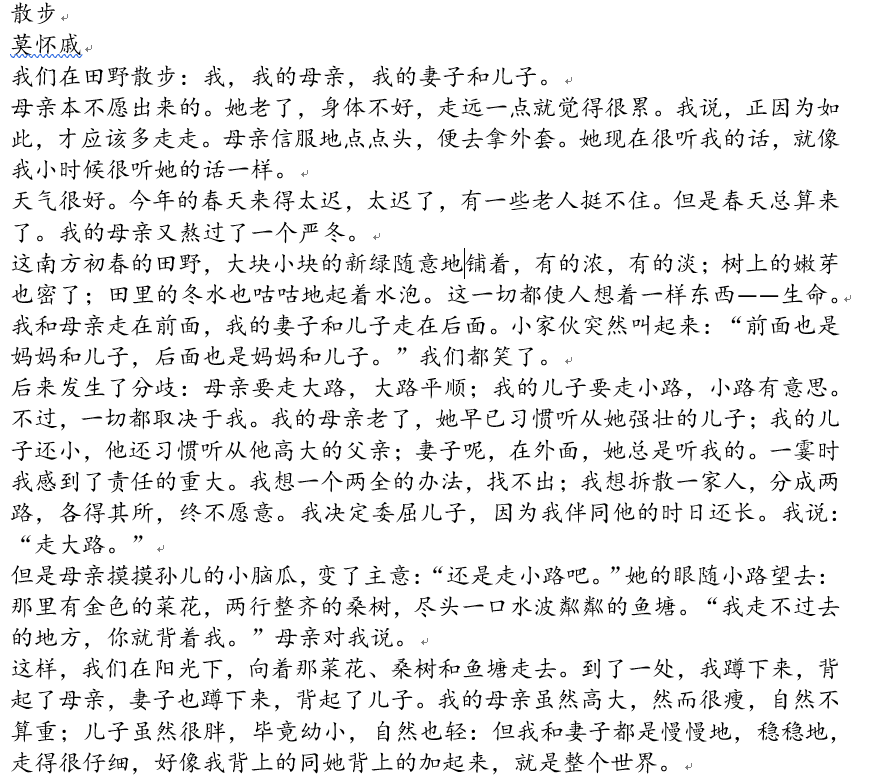 散步
莫怀戚
我们在田野散步：我，我的母亲，我的妻子和儿子。
母亲本不愿出来的。她老了，身体不好，走远一点就觉得很累。我说，正因为如
此，才应该多走走。母亲信服地点点头，便去拿外套。她现在很听我的话，就像
我小时候很听她的话一样。
天气很好。今年的春天来得太迟，太迟了，有一些老人挺不住。但是春天总算来
了。我的母亲又熬过了一个严冬。
这南方初春的田野，大块小块的新绿随意地铺着，有的浓，有的淡；树上的嫩芽
也密了；田里的冬水也咕咕地起着水泡。这一切都使人想着一样东西——生命。
我和母亲走在前面，我的妻子和儿子走在后面。小家伙突然叫起来：“前面也是
妈妈和儿子，后面也是妈妈和儿子。”我们都笑了。
后来发生了分歧：母亲要走大路，大路平顺；我的儿子要走小路，小路有意思。
不过，一切都取决于我。我的母亲老了，她早已习惯听从她强壮的儿子；我的儿
子还小，他还习惯听从他高大的父亲；妻子呢，在外面，她总是听我的。一霎时
我感到了责任的重大。我想一个两全的办法，找不出；我想拆散一家人，分成两
路，各得其所，终不愿意。我决定委屈儿子，因为我伴同他的时日还长。我说：
“走大路。”
但是母亲摸摸孙儿的小脑瓜，变了主意：“还是走小路吧。”她的眼随小路望去：
那里有金色的菜花，两行整齐的桑树，尽头一口水波粼粼的鱼塘。“我走不过去
的地方，你就背着我。”母亲对我说。
这样，我们在阳光下，向着那菜花、桑树和鱼塘走去。到了一处，我蹲下来，背
起了母亲，妻子也蹲下来，背起了儿子。我的母亲虽然高大，然而很瘦，自然不
算重；儿子虽然很胖，毕竟幼小，自然也轻：但我和妻子都是慢慢地，稳稳地，
走得很仔细，好像我背上的同她背上的加起来，就是整个世界。